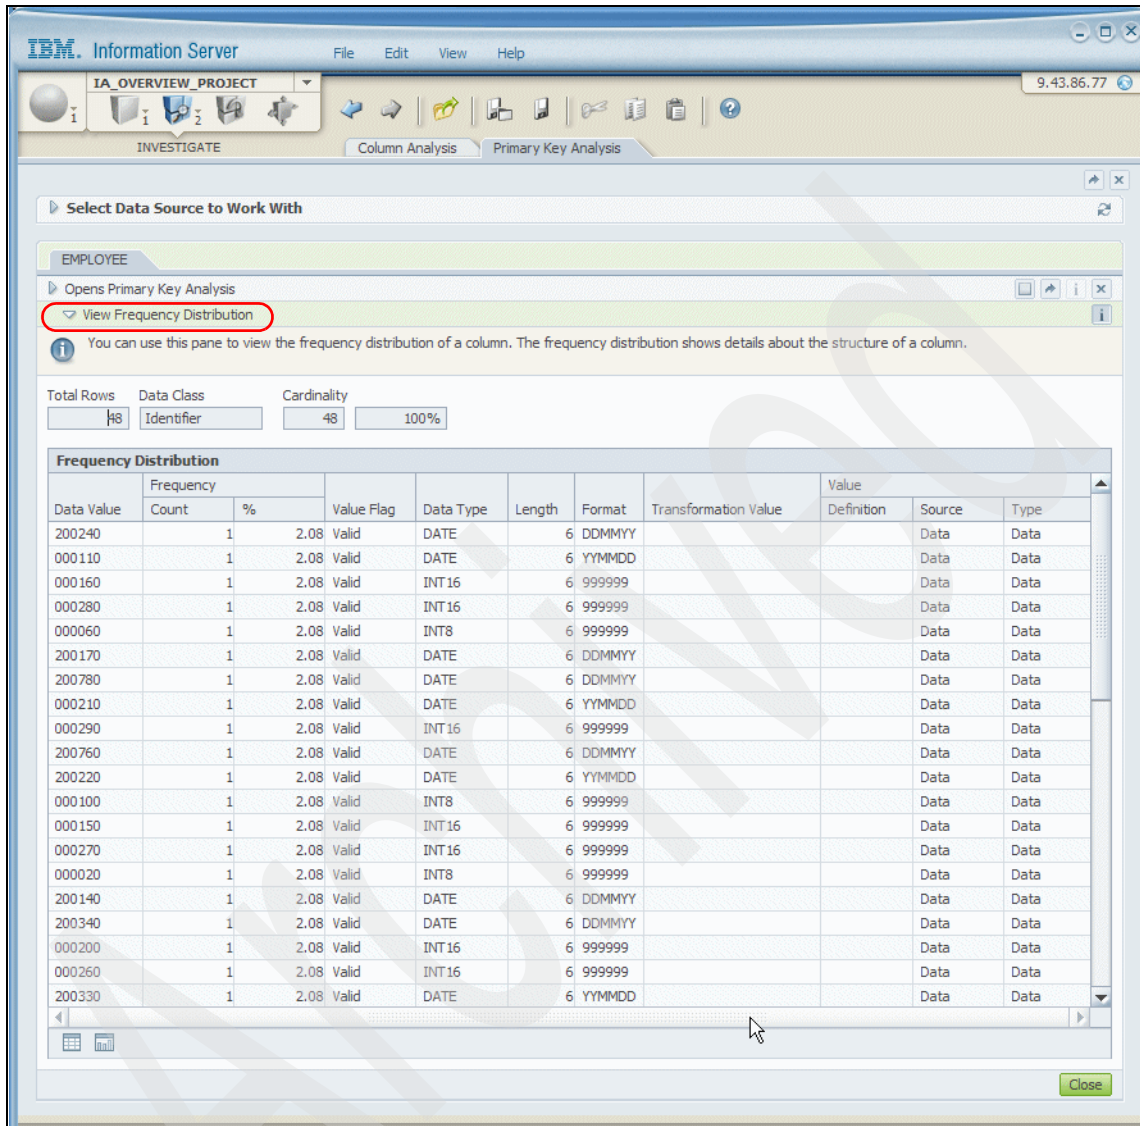 IBM. Information Server File Edit View Help
IA_OVERVIEW_PROJECT 9.43.86.77
1 1 2
INVESTIGATE Column Analysis Primary Key Analysis
Select Data Source to Work With
EMPLOYEE
Opens Primary Key Analysis
View Frequency Distribution
You can use this pane to view the frequency distribution of a column. The frequency distribution shows details about the structure of a column.
Total Rows Data Class Cardinality
48 Identifier 48 100%
Frequency Distribution
Frequency Value
Data Value Count % Value Flag Data Type Length Format Transformation Value Definition Source Type
200240 1 2.08 Valid DATE 6 DDMMYY Data Data
000110 1 2.08 Valid DATE 6 YYMMDD Data Data
000160 1 2.08 Valid INT16 6 999999 Data Data
000280 1 2.08 Valid INT16 6 999999 Data Data
000060 1 2.08 Valid INT8 6 999999 Data Data
200170 1 2.08 Valid DATE 6 DDMMYY Data Data
200780 1 2.08 Valid DATE 6 DDMMYY Data Data
000210 1 2.08 Valid DATE 6 YYMMDD Data Data
000290 1 2.08 Valid INT16 6 999999 Data Data
200760 1 2.08 Valid DATE 6 DDMMYY Data Data
200220 1 2.08 Valid DATE 6 YYMMDD Data Data
000100 1 2.08 Valid INT8 6 999999 Data Data
000150 1 2.08 Valid INT16 6 999999 Data Data
000270 1 2.08 Valid INT16 6 999999 Data Data
000020 1 2.08 Valid INT8 6 999999 Data Data
200140 1 2.08 Valid DATE 6 DDMMYY Data Data
200340 1 2.08 Valid DATE 6 DDMMYY Data Data
000200 1 2.08 Valid INT16 6 999999 Data Data
000260 1 2.08 Valid INT16 6 999999 Data Data
200330 1 2.08 Valid DATE 6 YYMMDD Data Data
Close
Archived